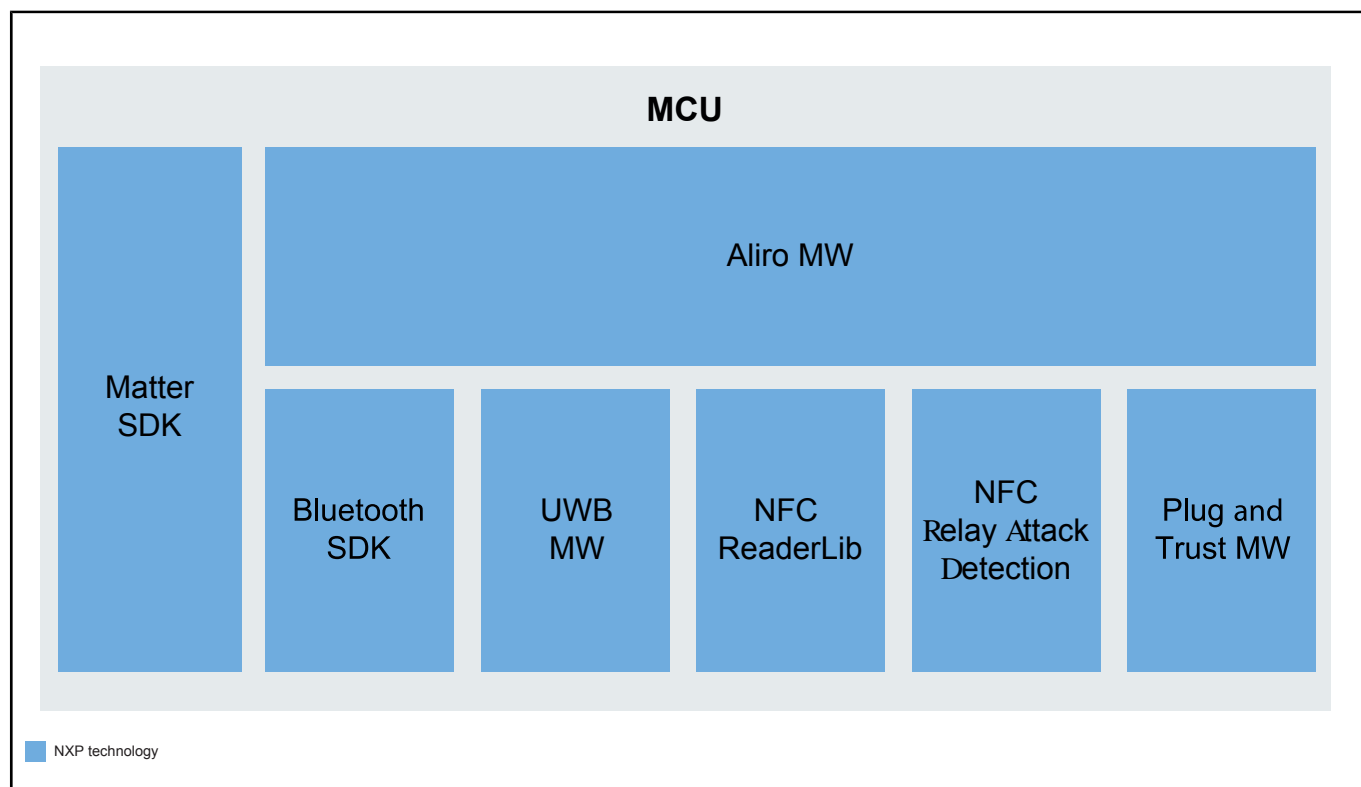 MCU
Aliro MW
Matter
SDK
Bluetooth
SDK
UWB
MW
NFC
ReaderLib
NFC
Relay Attack
Detection
Plug and
Trust MW
NXP technology